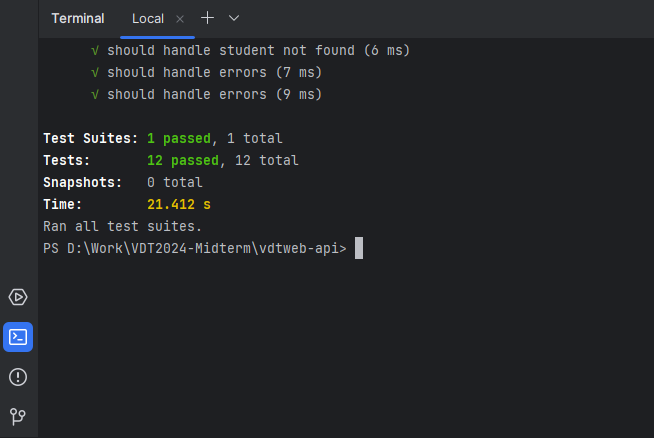 Terminal Local
√ should handle student not found (6 ms)
√ should handle errors (7 ms)
√ should handle errors (9 ms)
Test Suites: 1 passed, 1 total
Tests: 12 passed, 12 total
Snapshots: 0 total
Time: 21.412 s
Ran all test suites.
PS D:\Work\VDT2024-Midterm\vdtweb-api>